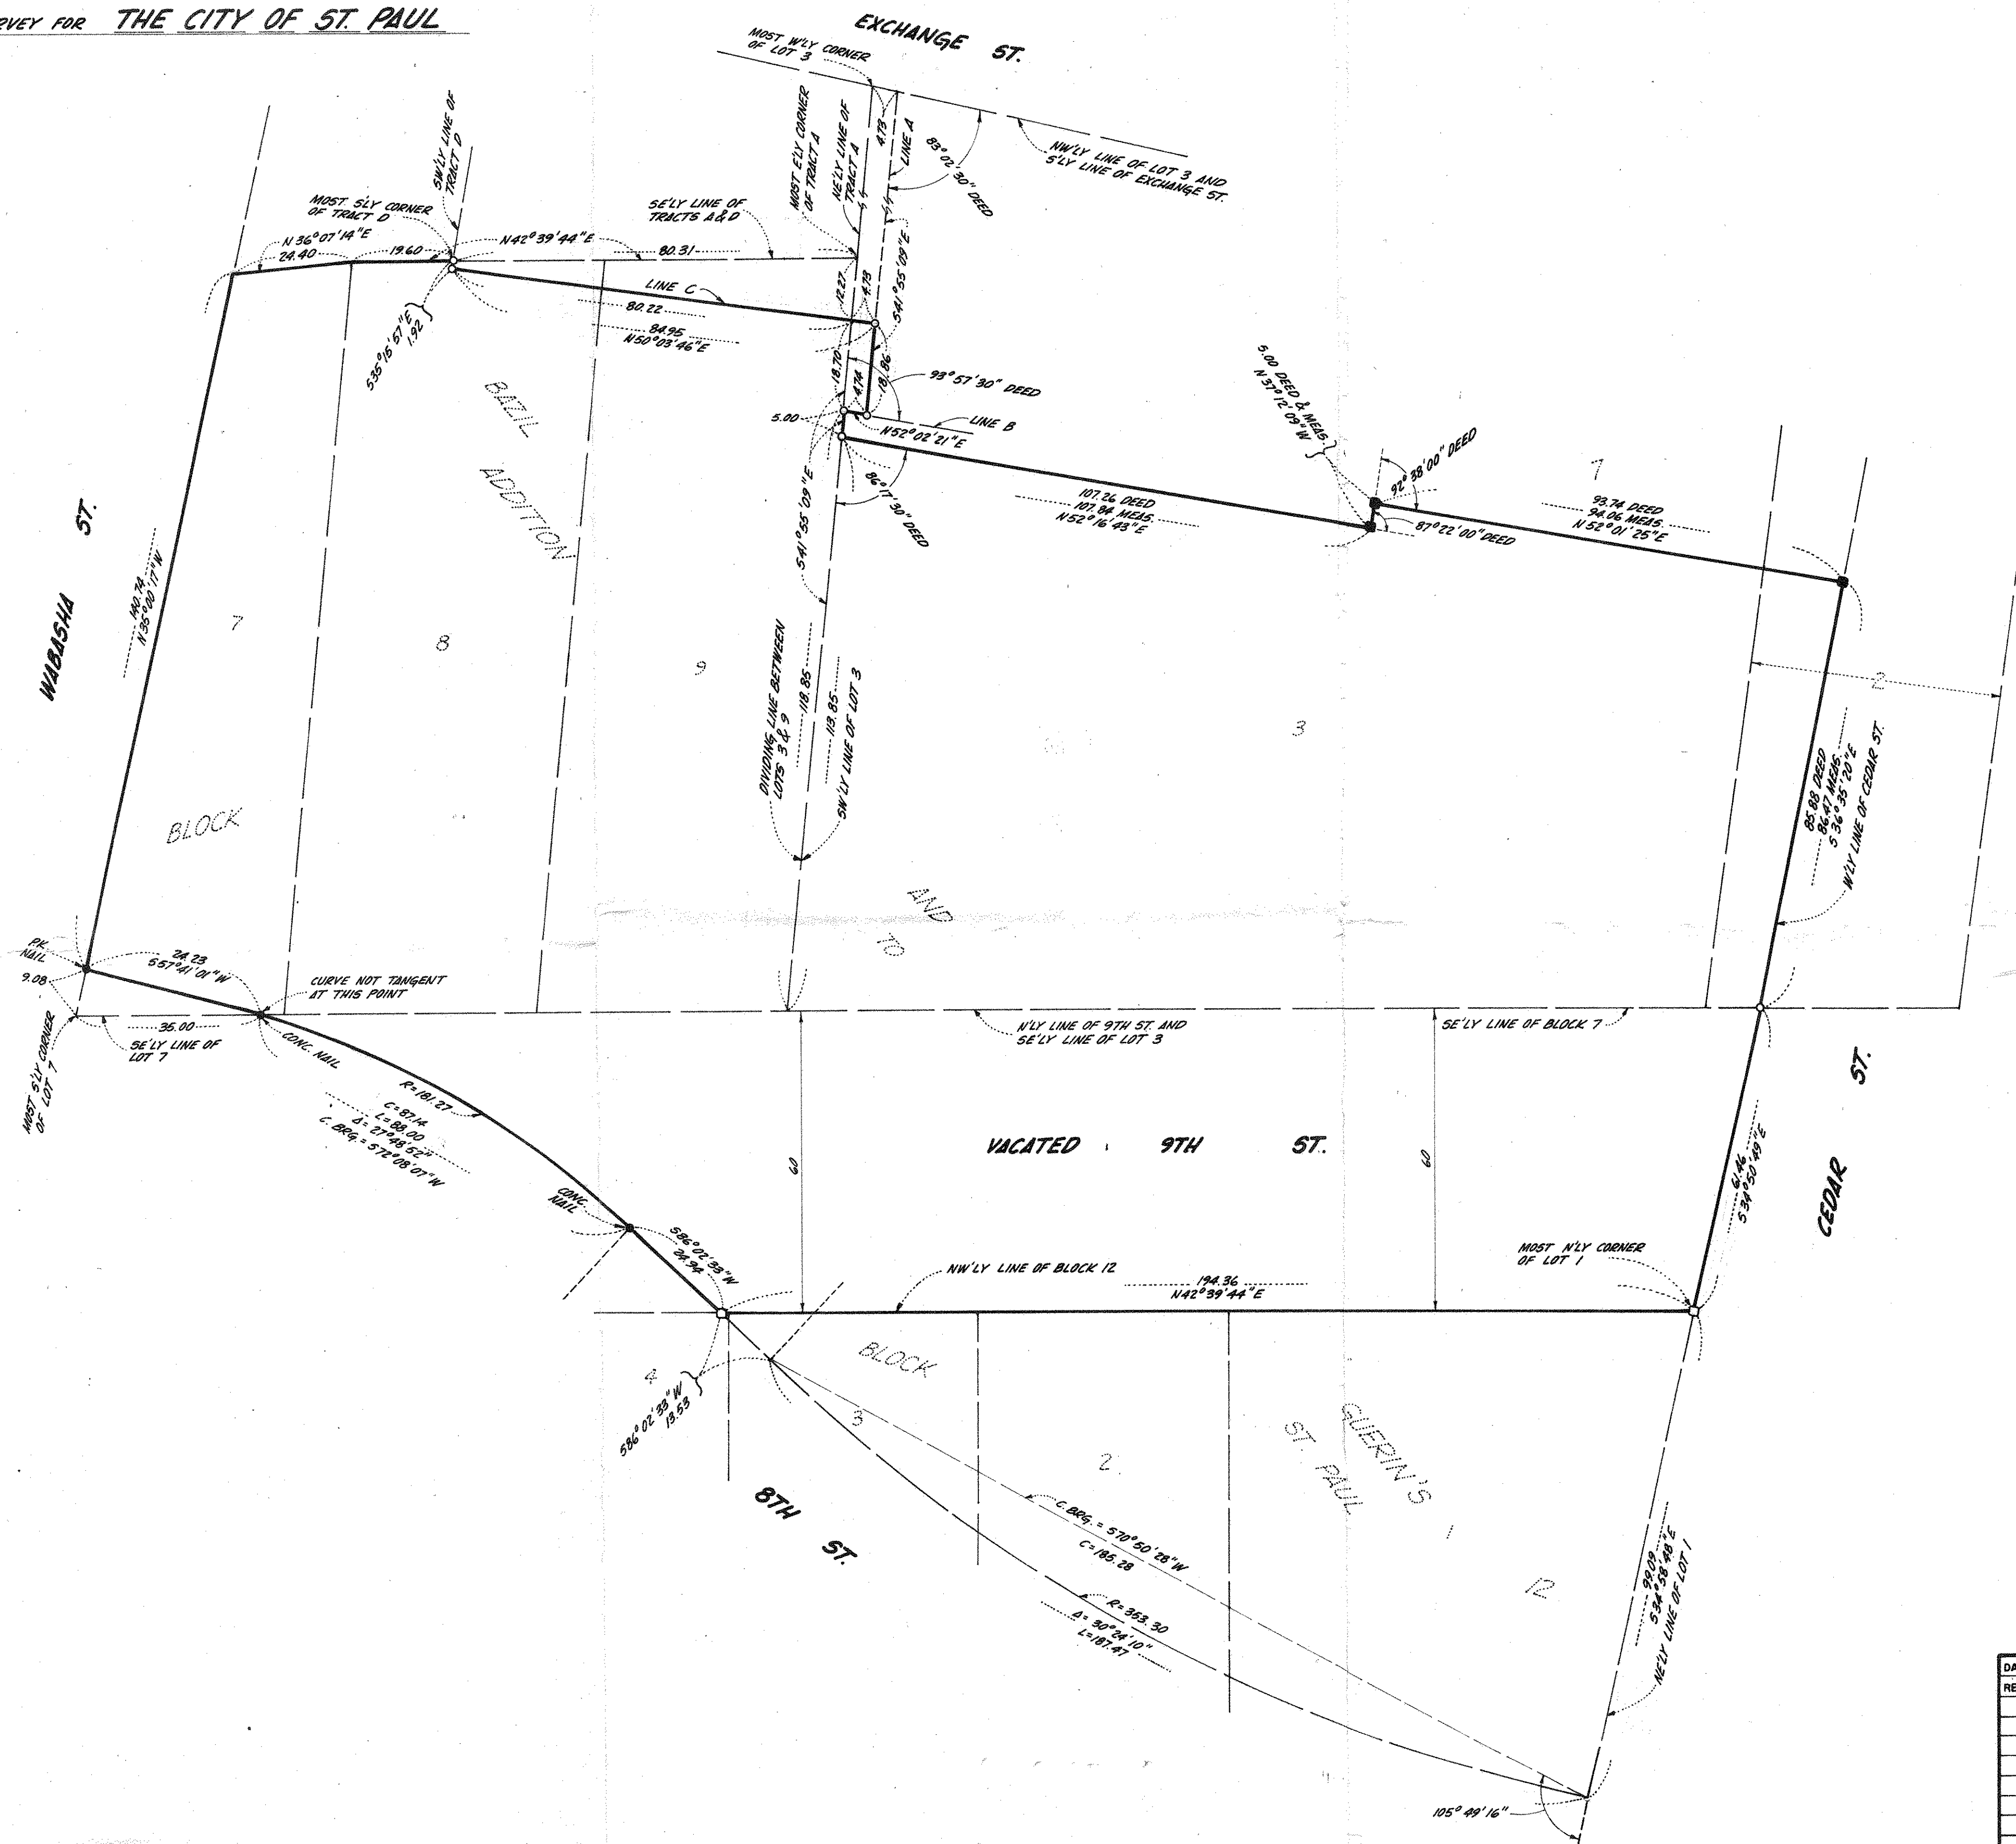 RVEY FOR THE CITY OF ST. PAUL
EXCHANGE ST.
MOST W'LY CORNER
OF LOT 3
SW'LY LINE OF
TRACT D
MOST E'LY CORNER
OF TRACT A
NE'LY LINE OF
TRACT A
4.73
LINE A
83°02'30" DEED
NW'LY LINE OF LOT 3 AND
S'LY LINE OF EXCHANGE ST.
MOST S'LY CORNER
OF TRACT D
SE'LY LINE OF
TRACTS A & D
N 36°07'14"E
24.40
19.60
N42°39'44"E
80.31
S35°15'57"E
1.92
LINE C
80.22
84.95
N50°03'46"E
12.27
4.73
S41°55'09"E
18.70
4.74
18.86
93°57'30" DEED
5.00
LINE B
N52°02'21"E
86°17'30" DEED
5.00 DEED & MEAS.
N 37°12'09"W
92°38'00" DEED
87°22'00" DEED
107.26 DEED
107.84 MEAS.
N52°16'43"E
7
93.74 DEED
94.06 MEAS.
N 52°01'25"E
BAZIL
ADDITION
S41°55'09"E
WABASHA ST.
140.74
N35°00'17"W
7
8
9
3
2
DIVIDING LINE BETWEEN
LOTS 3 & 9
118.85
113.85
SW'LY LINE OF LOT 3
85.88 DEED
86.47 MEAS.
S 36°35'20"E
W'LY LINE OF CEDAR ST.
BLOCK
AND
TO
P.K.
NAIL
9.08
24.23
S57°41'01"W
CURVE NOT TANGENT
AT THIS POINT
35.00
SE'LY LINE OF
LOT 7
CONC. NAIL
MOST S'LY CORNER
OF LOT 7
N'LY LINE OF 9TH ST. AND
SE'LY LINE OF LOT 3
SE'LY LINE OF BLOCK 7
R=181.27
C=87.14
L=88.00
Δ=27°48'52"
C. BRG.=S72°08'07"W
VACATED 9TH ST.
60
60
CEDAR ST.
61.46
S34°50'49"E
CONC.
NAIL
S86°02'33"W
24.94
NW'LY LINE OF BLOCK 12
194.36
N42°39'44"E
MOST N'LY CORNER
OF LOT 1
S86°02'33"W
13.53
4
BLOCK
3
2
GUERIN'S
ST. PAUL
1
12
8TH ST.
C. BRG.=S70°50'28"W
C=185.28
R=353.30
Δ=30°24'10"
L=187.47
99.09
S34°58'48"E
NE'LY LINE OF LOT 1
105°49'16"
DA
RE